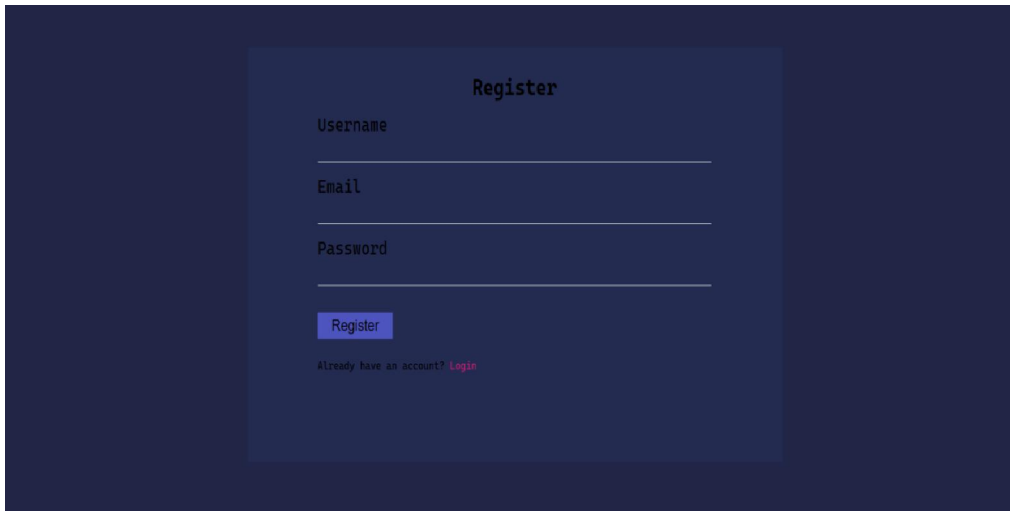 Register
Username
Email
Password
Register
Already have an account? Login